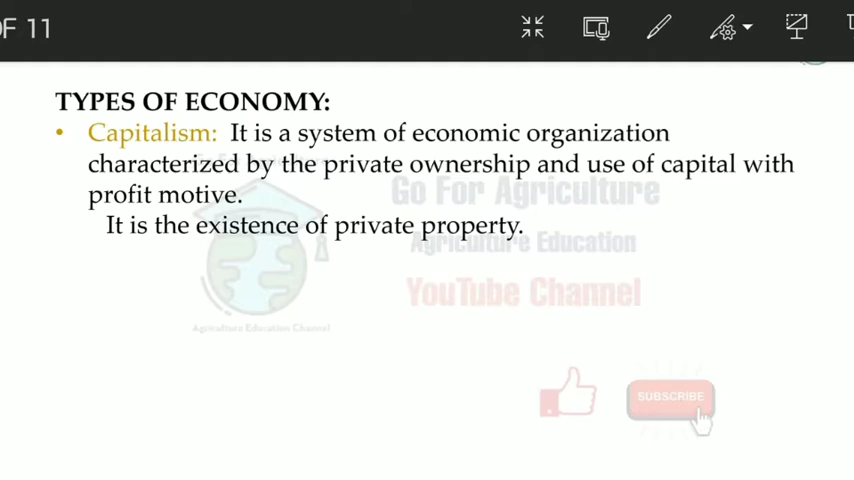 OF 11
TYPES OF ECONOMY:
• Capitalism: It is a system of economic organization
characterized by the private ownership and use of capital with
profit motive.
It is the existence of private property.
Go For Agriculture
Agriculture Education
YouTube Channel
Agriculture Education Channel
SUBSCRIBE